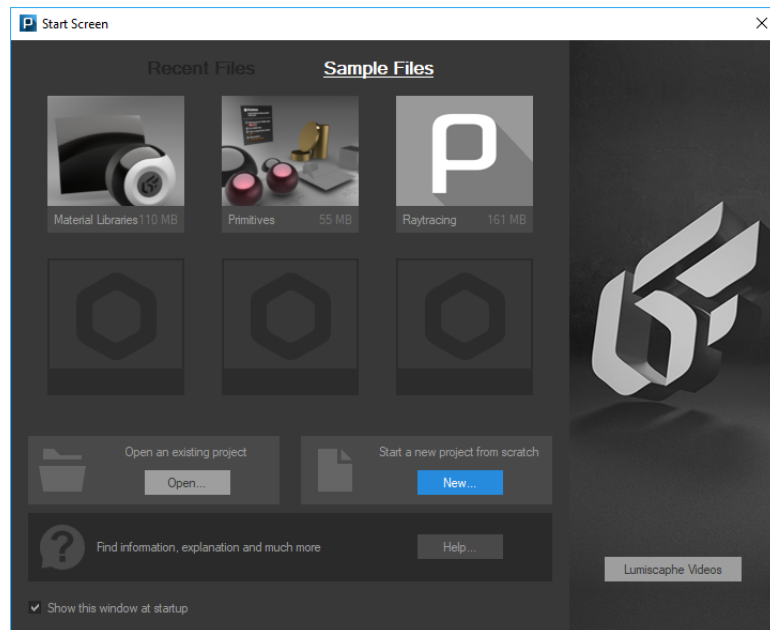 Start Screen
Recent Files
Sample Files
Material Libraries 110 MB
Primitives 55 MB
Raytracing 161 MB
Open an existing project
Open...
Start a new project from scratch
New...
Find information, explanation and much more
Help...
Lumiscaphe Videos
Show this window at startup